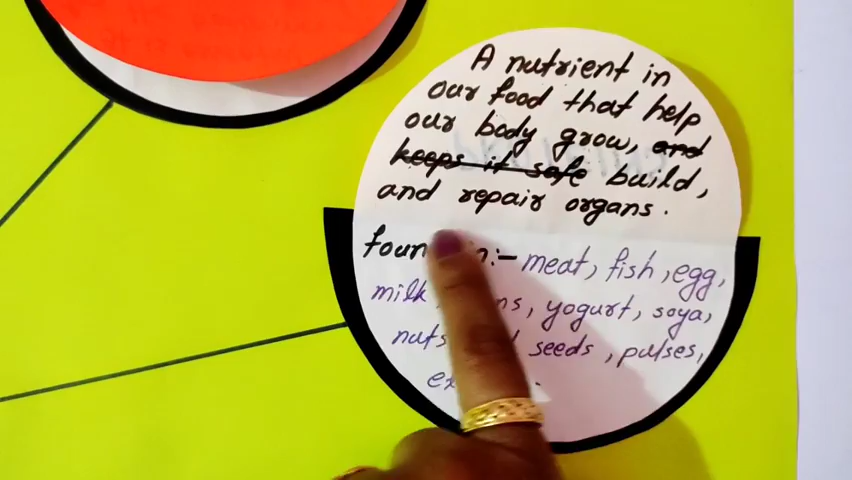 A nutrient in
our food that help
our body grow, and
keeps it safe build,
and repair organs.
:- meat, fish, egg,
milk yogurt, soya,
nuts seeds, pulses,